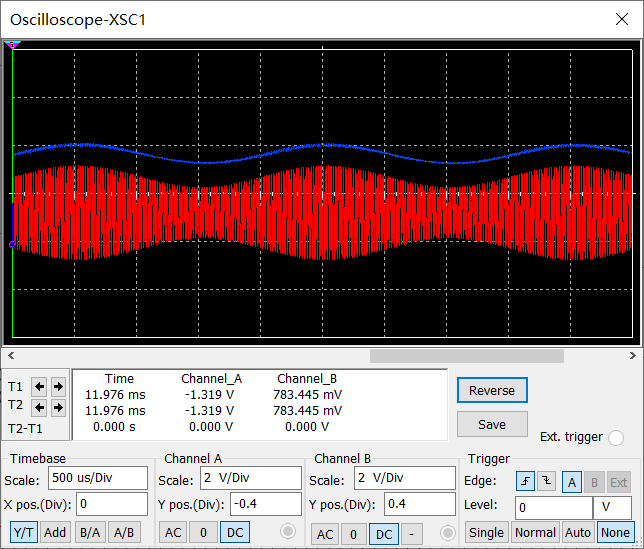 Oscilloscope-XSC1
T1
T2
T2-T1
Time Channel_A Channel_B
11.976 ms -1.319 V 783.445 mV
11.976 ms -1.319 V 783.445 mV
0.000 s 0.000 V 0.000 V
Reverse
Save
Ext. trigger
Timebase
Scale: 500 us/Div
X pos.(Div): 0
Y/T Add B/A A/B
Channel A
Scale: 2 V/Div
Y pos.(Div): -0.4
AC 0 DC
Channel B
Scale: 2 V/Div
Y pos.(Div): 0.4
AC 0 DC -
Trigger
Edge: A B Ext
Level: 0 V
Single Normal Auto None